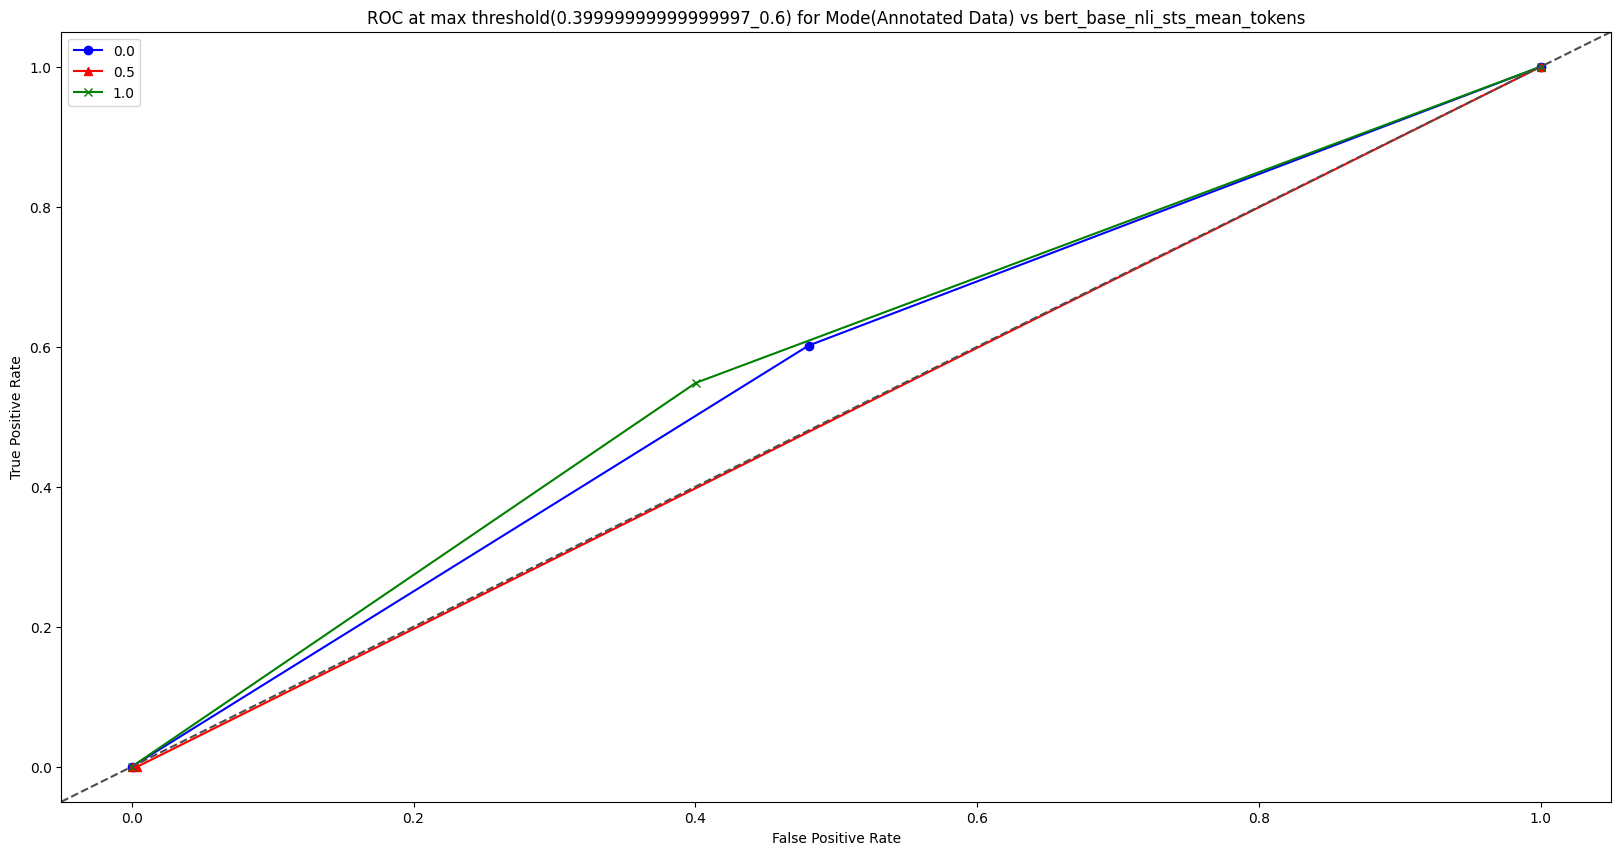 ROC at max threshold(0.39999999999999997_0.6) for Mode(Annotated Data) vs bert_base_nli_sts_mean_tokens
0.0
0.5
1.0
1.0
0.8
0.6
0.4
0.2
0.0
True Positive Rate
0.0 0.2 0.4 0.6 0.8 1.0
False Positive Rate